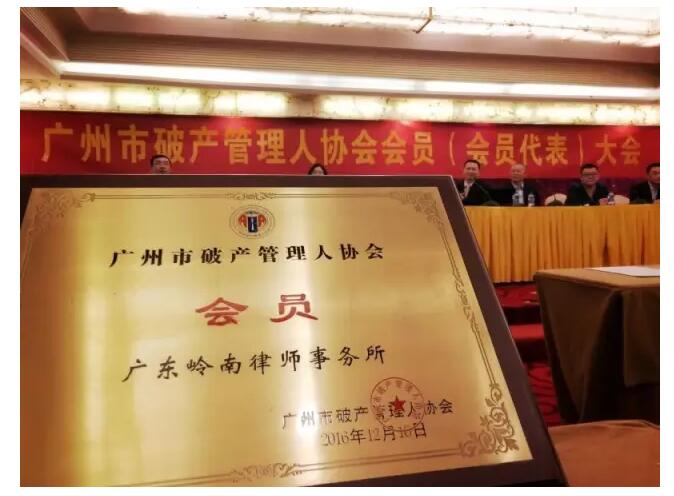 广州市破产管理人协会会员（会员代表）大会
广州市破产管理人协会
会员
广东岭南律师事务所
广州市破产管理人协会
2016年12月16日